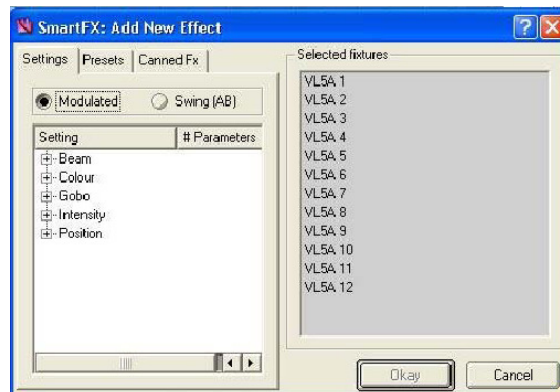 SmartFX: Add New Effect
Settings Presets Canned Fx
Modulated Swing (AB)
Setting # Parameters
Beam
Colour
Gobo
Intensity
Position
Selected fixtures
VL5A 1
VL5A 2
VL5A 3
VL5A 4
VL5A 5
VL5A 6
VL5A 7
VL5A 8
VL5A 9
VL5A 10
VL5A 11
VL5A 12
Okay Cancel